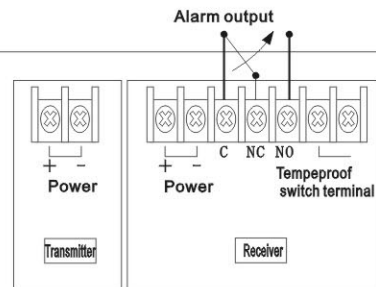 Alarm output
+ -
Power
Transmitter
+ -
Power
C NC NO
Tempeproof
switch terminal
Receiver